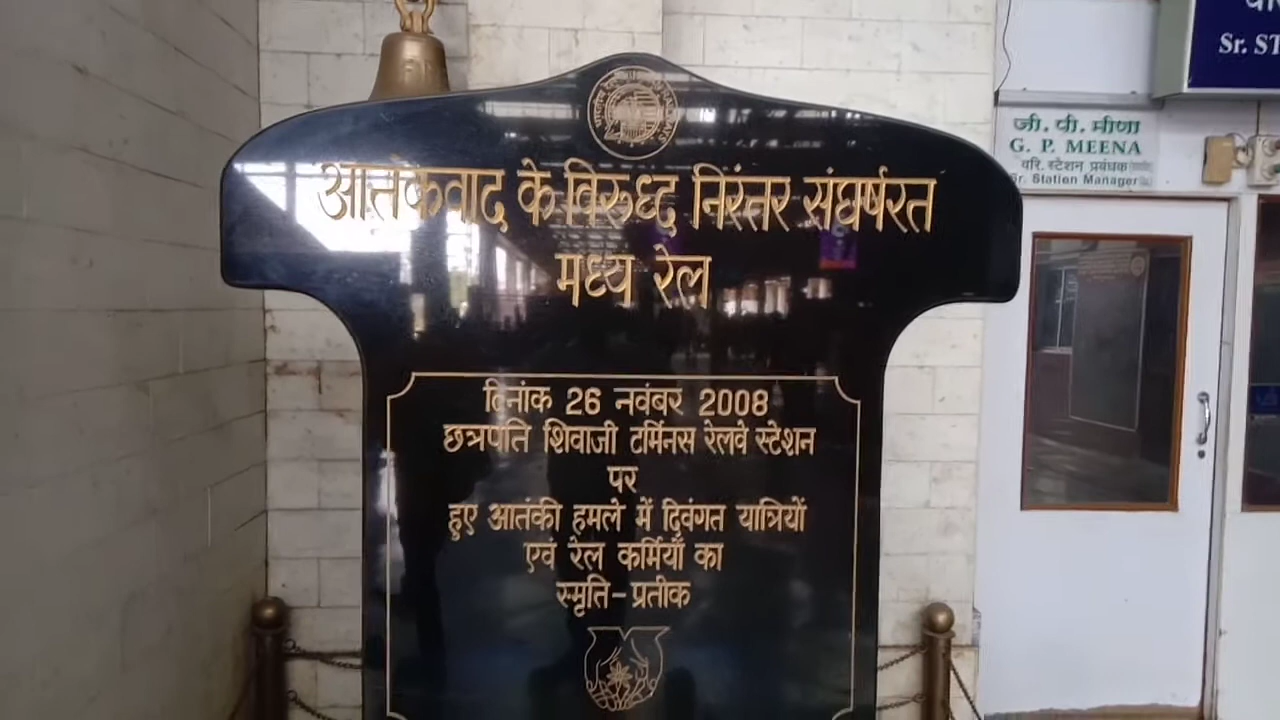 आतंकवाद के विरुध्द निरंतर संघर्षरत
मध्य रेल
दिनांक 26 नवंबर 2008
छत्रपति शिवाजी टर्मिनस रेलवे स्टेशन
पर
हुए आतंकी हमले में दिवंगत यात्रियों
एवं रेल कर्मियों का
स्मृति-प्रतीक
जी. पी. मीणा
G. P. MEENA
वरि. स्टेशन प्रबंधक
Sr. Station Manager
Sr. ST